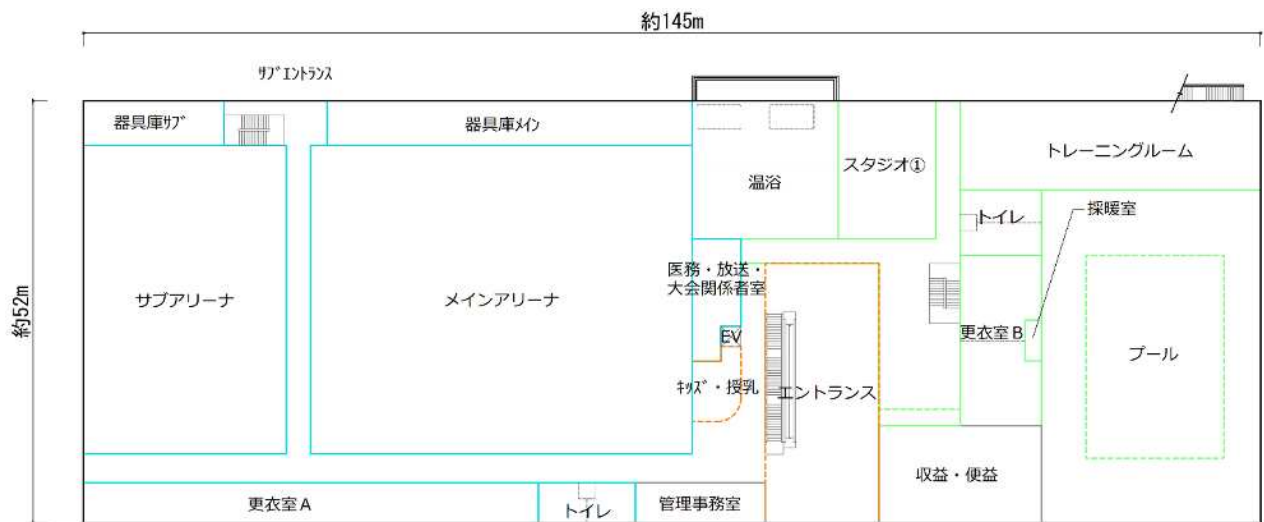 約145m
ｻﾌﾞｴﾝﾄﾗﾝｽ
器具庫ｻﾌﾞ
器具庫ﾒｲﾝ
トレーニングルーム
スタジオ①
温浴
採暖室
トイレ
医務・放送・
大会関係者室
約52m
サブアリーナ
メインアリーナ
EV
更衣室Ｂ
プール
ｷｯｽﾞ・授乳
エントランス
収益・便益
更衣室Ａ
トイレ
管理事務室